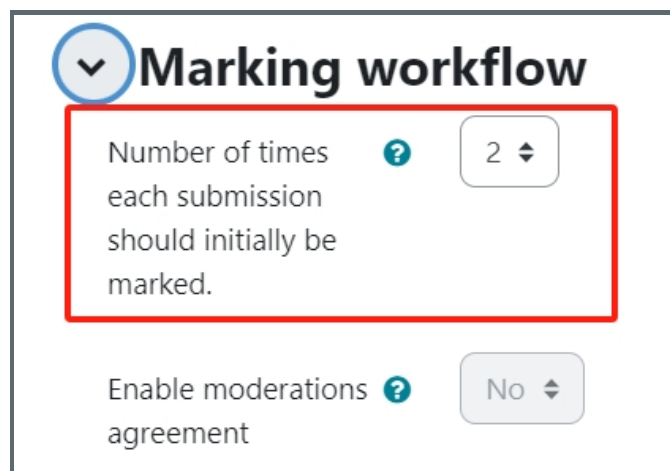 Marking workflow
Number of times
each submission
should initially be
marked.
2
Enable moderations
agreement
No